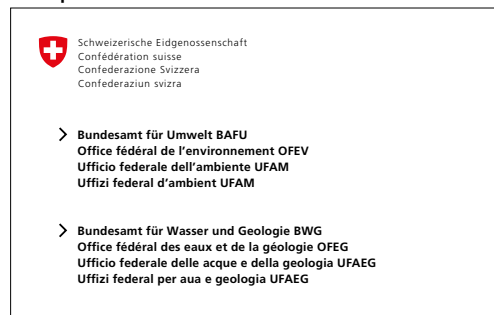 Schweizerische Eidgenossenschaft
Confédération suisse
Confederazione Svizzera
Confederaziun svizra
Bundesamt für Umwelt BAFU
Office fédéral de l'environnement OFEV
Ufficio federale dell'ambiente UFAM
Uffizi federal d'ambient UFAM
Bundesamt für Wasser und Geologie BWG
Office fédéral des eaux et de la géologie OFEG
Ufficio federale delle acque e della geologia UFAEG
Uffizi federal per aua e geologia UFAEG